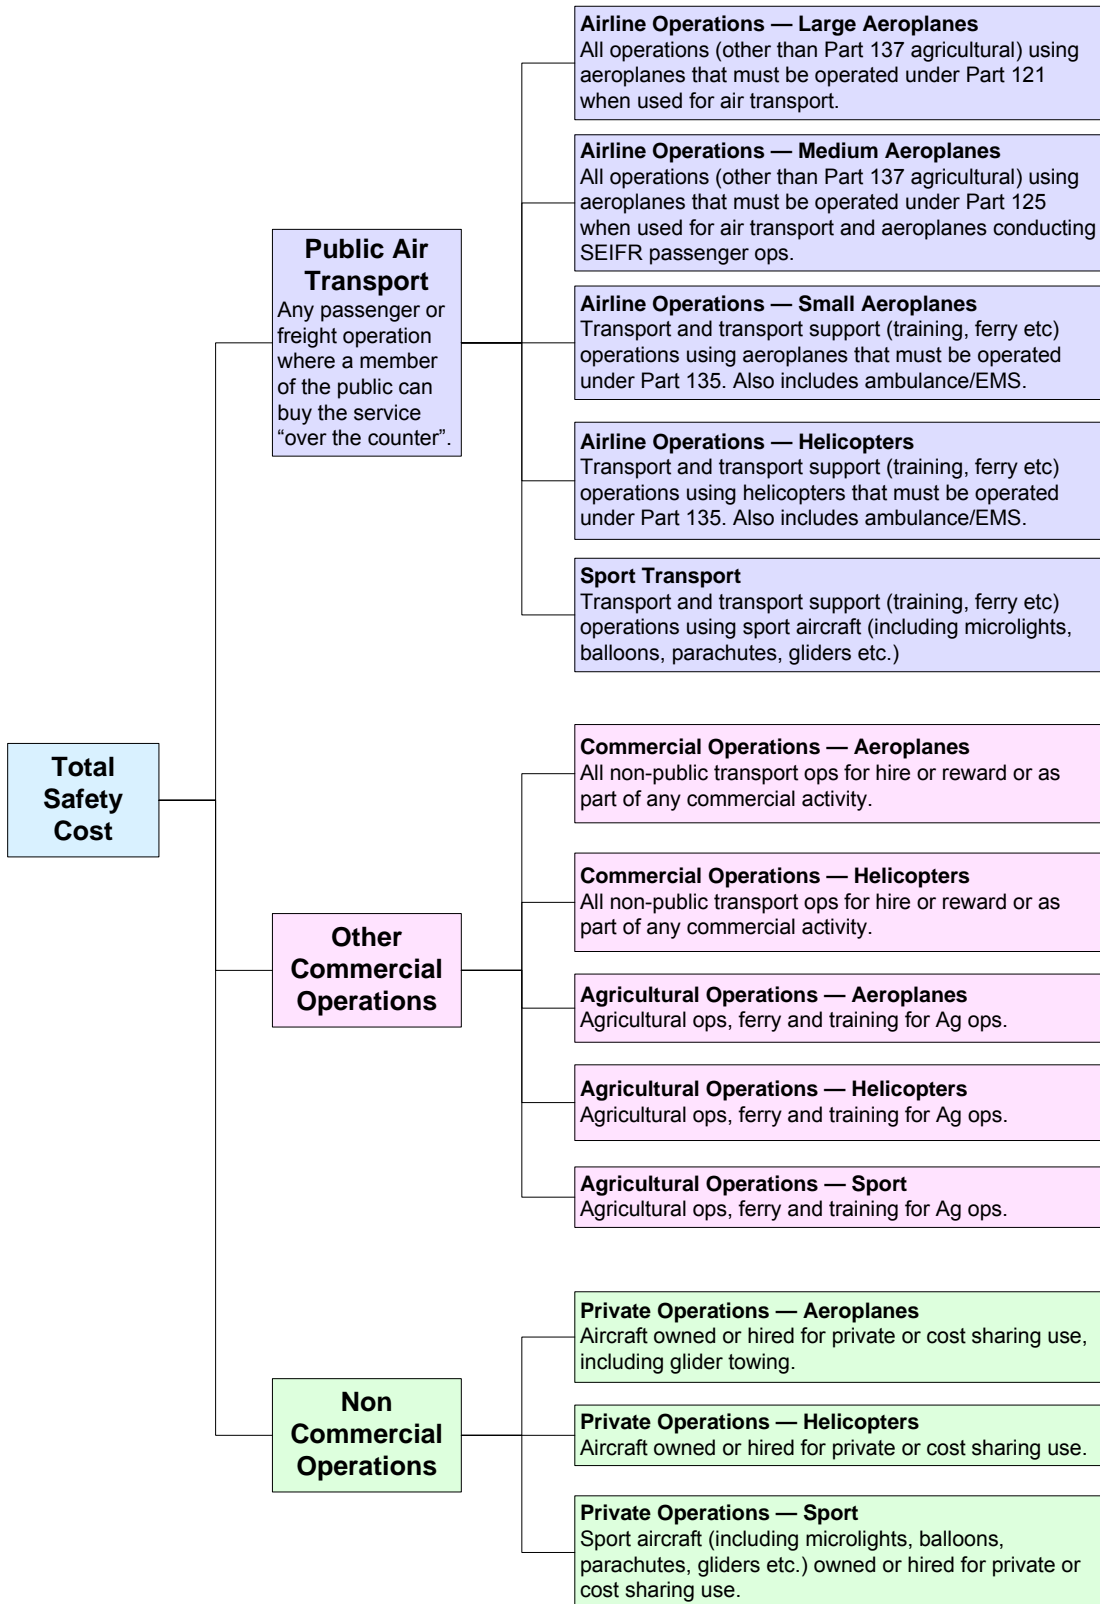 Airline Operations — Large Aeroplanes
All operations (other than Part 137 agricultural) using
aeroplanes that must be operated under Part 121
when used for air transport.
Airline Operations — Medium Aeroplanes
All operations (other than Part 137 agricultural) using
aeroplanes that must be operated under Part 125
when used for air transport and aeroplanes conducting
SEIFR passenger ops.
Public Air
Transport
Any passenger or
freight operation
where a member
of the public can
buy the service
“over the counter”.
Airline Operations — Small Aeroplanes
Transport and transport support (training, ferry etc)
operations using aeroplanes that must be operated
under Part 135. Also includes ambulance/EMS.
Airline Operations — Helicopters
Transport and transport support (training, ferry etc)
operations using helicopters that must be operated
under Part 135. Also includes ambulance/EMS.
Sport Transport
Transport and transport support (training, ferry etc)
operations using sport aircraft (including microlights,
balloons, parachutes, gliders etc.)
Total
Safety
Cost
Commercial Operations — Aeroplanes
All non-public transport ops for hire or reward or as
part of any commercial activity.
Commercial Operations — Helicopters
All non-public transport ops for hire or reward or as
part of any commercial activity.
Other
Commercial
Operations
Agricultural Operations — Aeroplanes
Agricultural ops, ferry and training for Ag ops.
Agricultural Operations — Helicopters
Agricultural ops, ferry and training for Ag ops.
Agricultural Operations — Sport
Agricultural ops, ferry and training for Ag ops.
Private Operations — Aeroplanes
Aircraft owned or hired for private or cost sharing use,
including glider towing.
Non
Commercial
Operations
Private Operations — Helicopters
Aircraft owned or hired for private or cost sharing use.
Private Operations — Sport
Sport aircraft (including microlights, balloons,
parachutes, gliders etc.) owned or hired for private or
cost sharing use.